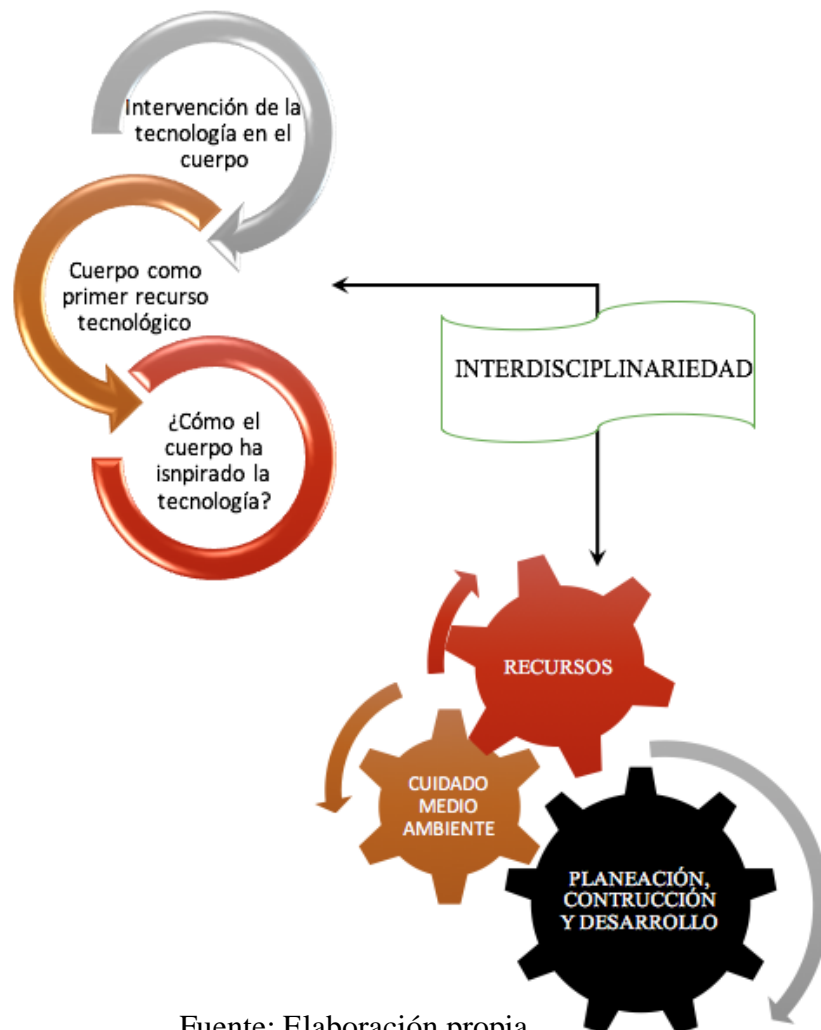 Intervención de la
tecnología en el
cuerpo
Cuerpo como
primer recurso
tecnológico
¿Cómo el
cuerpo ha
isnpirado la
tecnología?
INTERDISCIPLINARIEDAD
RECURSOS
CUIDADO
MEDIO
AMBIENTE
PLANEACIÓN,
CONTRUCCIÓN
Y DESARROLLO
Fuente: Elaboración propia